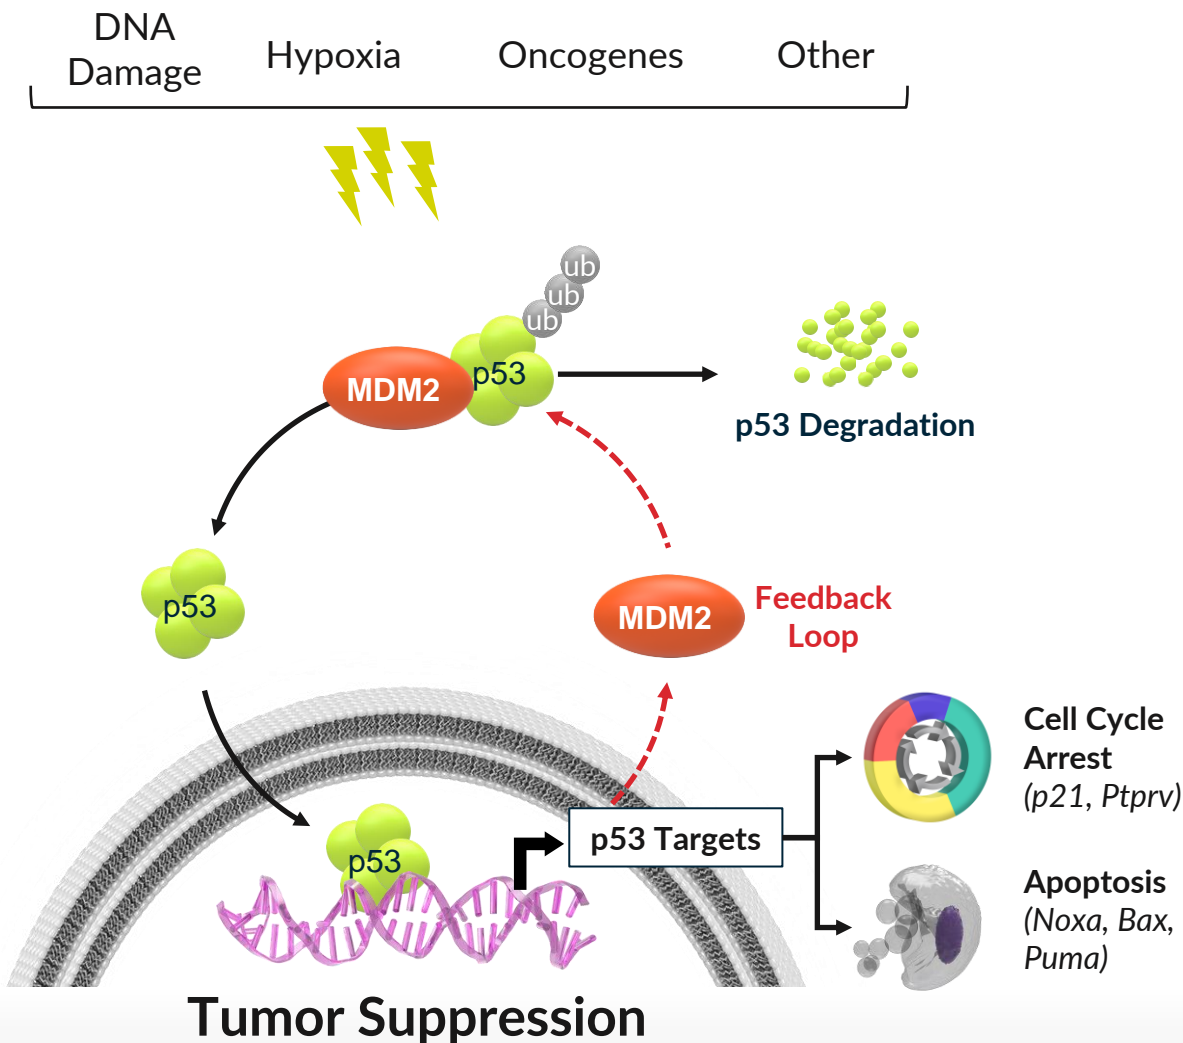 DNA
Damage
Hypoxia
Oncogenes
Other
ub
ub
ub
MDM2
p53
p53 Degradation
p53
MDM2
Feedback
Loop
p53
p53 Targets
Cell Cycle
Arrest
(p21, Ptprv)
Apoptosis
(Noxa, Bax,
Puma)
Tumor Suppression